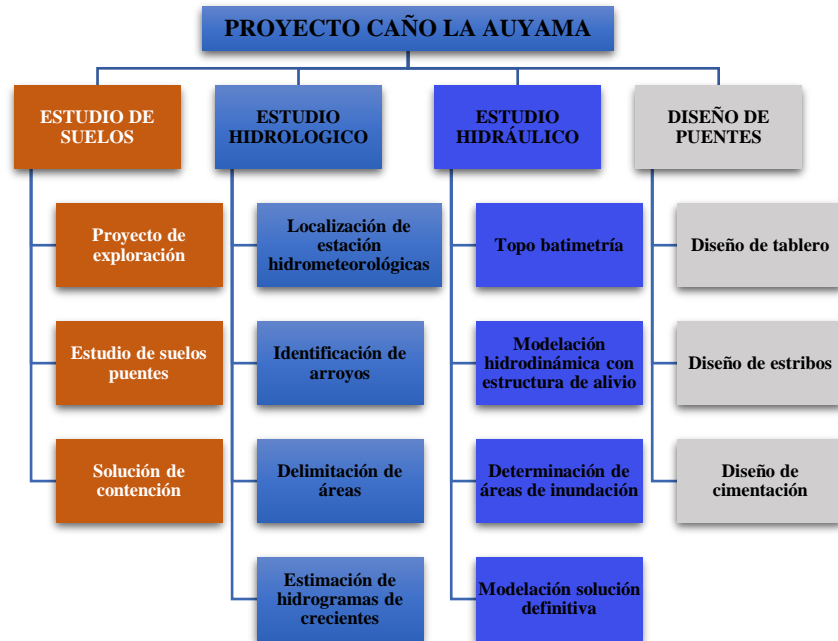 PROYECTO CAÑO LA AUYAMA
ESTUDIO DE
SUELOS
Proyecto de
exploración
Estudio de suelos
puentes
Solución de
contención
ESTUDIO
HIDROLOGICO
Localización de
estación
hidrometeorológicas
Identificación de
arroyos
Delimitación de
áreas
Estimación de
hidrogramas de
crecientes
ESTUDIO
HIDRÁULICO
Topo batimetría
Modelación
hidrodinámica con
estructura de alivio
Determinación de
áreas de inundación
Modelación solución
definitiva
DISEÑO DE
PUENTES
Diseño de tablero
Diseño de estribos
Diseño de
cimentación